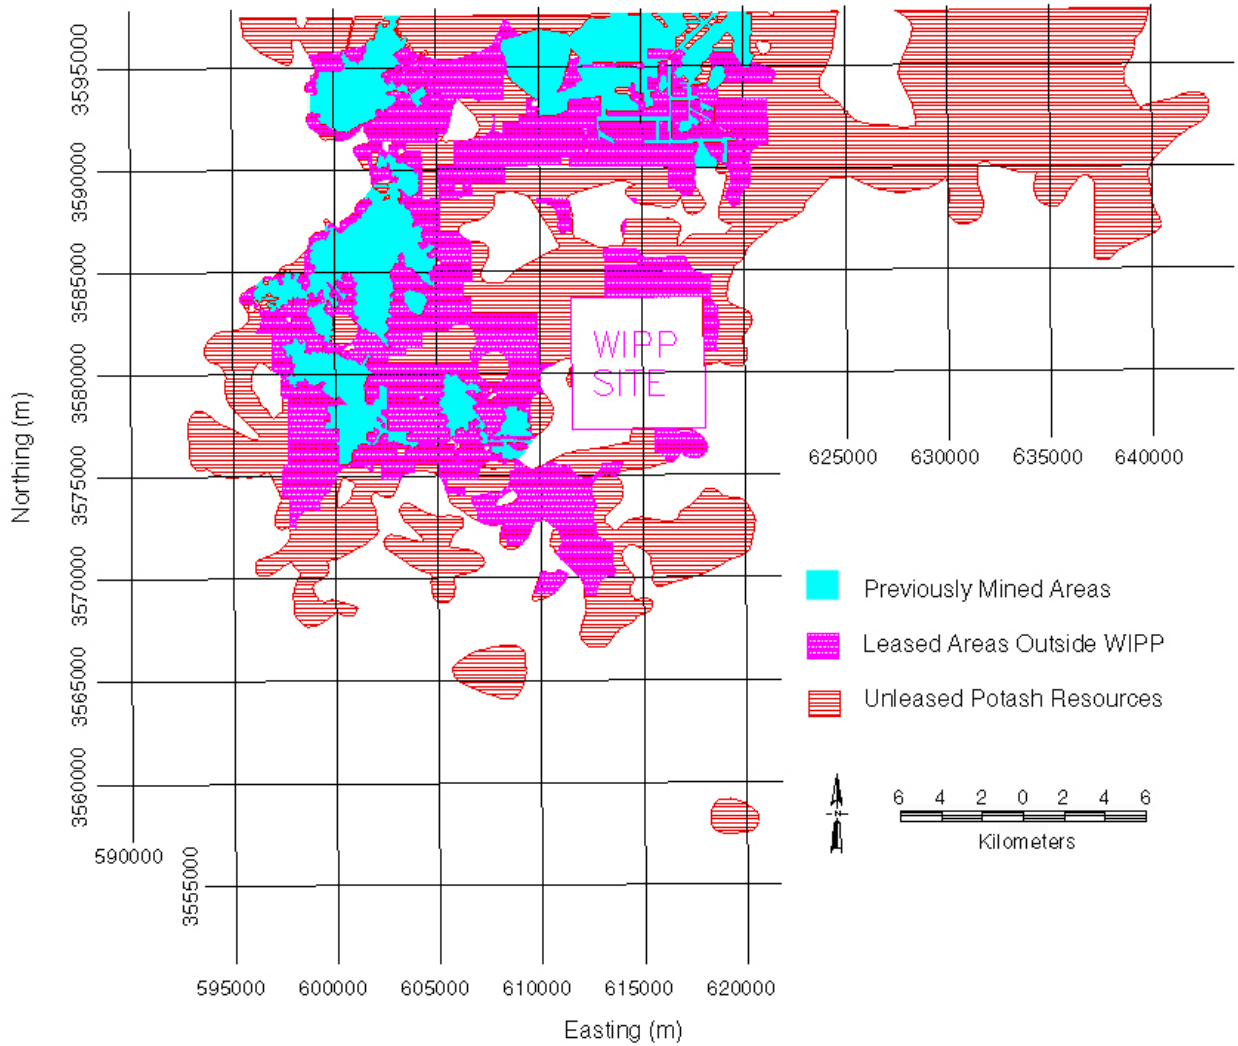 3595000
3590000
3585000
3580000
3575000
3570000
3565000
3560000
3555000
Northing (m)
WIPP
SITE
625000 630000 635000 640000
Previously Mined Areas
Leased Areas Outside WIPP
Unleased Potash Resources
N
6 4 2 0 2 4 6
Kilometers
590000
595000 600000 605000 610000 615000 620000
Easting (m)